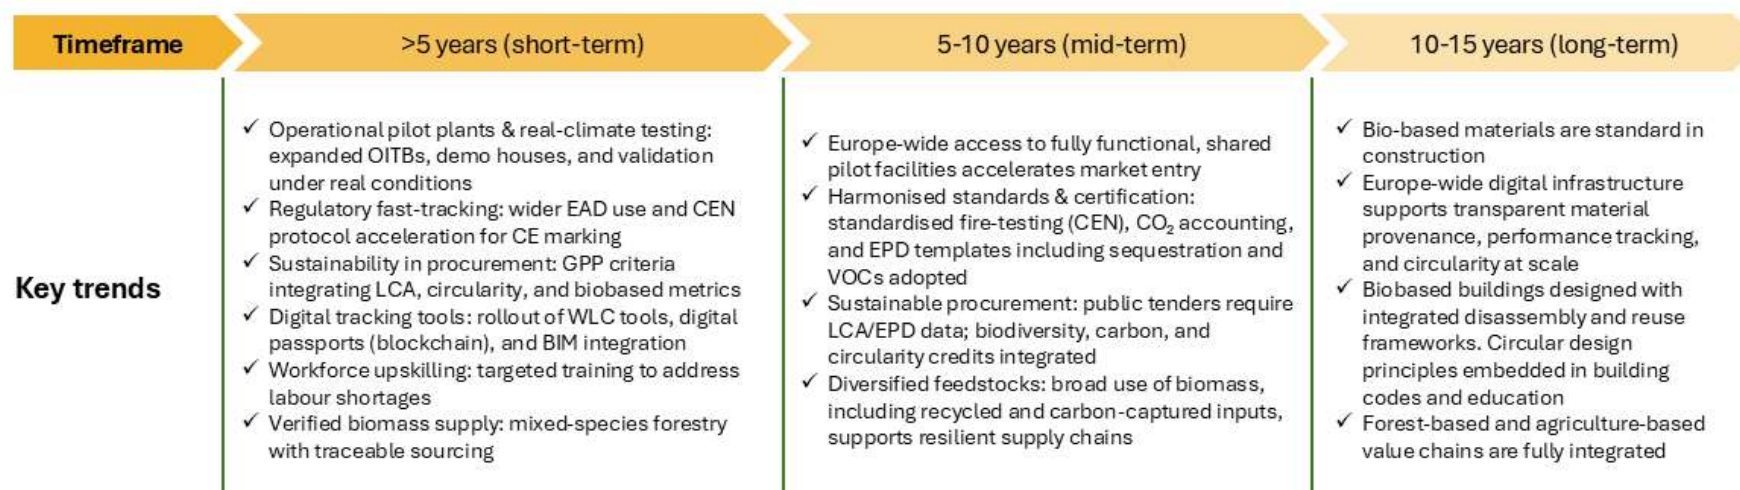 Timeframe
>5 years (short-term)
5-10 years (mid-term)
10-15 years (long-term)
Key trends
✓ Operational pilot plants & real-climate testing:
expanded OITBs, demo houses, and validation
under real conditions
✓ Regulatory fast-tracking: wider EAD use and CEN
protocol acceleration for CE marking
✓ Sustainability in procurement: GPP criteria
integrating LCA, circularity, and biobased metrics
✓ Digital tracking tools: rollout of WLC tools, digital
passports (blockchain), and BIM integration
✓ Workforce upskilling: targeted training to address
labour shortages
✓ Verified biomass supply: mixed-species forestry
with traceable sourcing
✓ Europe-wide access to fully functional, shared
pilot facilities accelerates market entry
✓ Harmonised standards & certification:
standardised fire-testing (CEN), CO₂ accounting,
and EPD templates including sequestration and
VOCs adopted
✓ Sustainable procurement: public tenders require
LCA/EPD data; biodiversity, carbon, and
circularity credits integrated
✓ Diversified feedstocks: broad use of biomass,
including recycled and carbon-captured inputs,
supports resilient supply chains
✓ Bio-based materials are standard in
construction
✓ Europe-wide digital infrastructure
supports transparent material
provenance, performance tracking,
and circularity at scale
✓ Biobased buildings designed with
integrated disassembly and reuse
frameworks. Circular design
principles embedded in building
codes and education
✓ Forest-based and agriculture-based
value chains are fully integrated